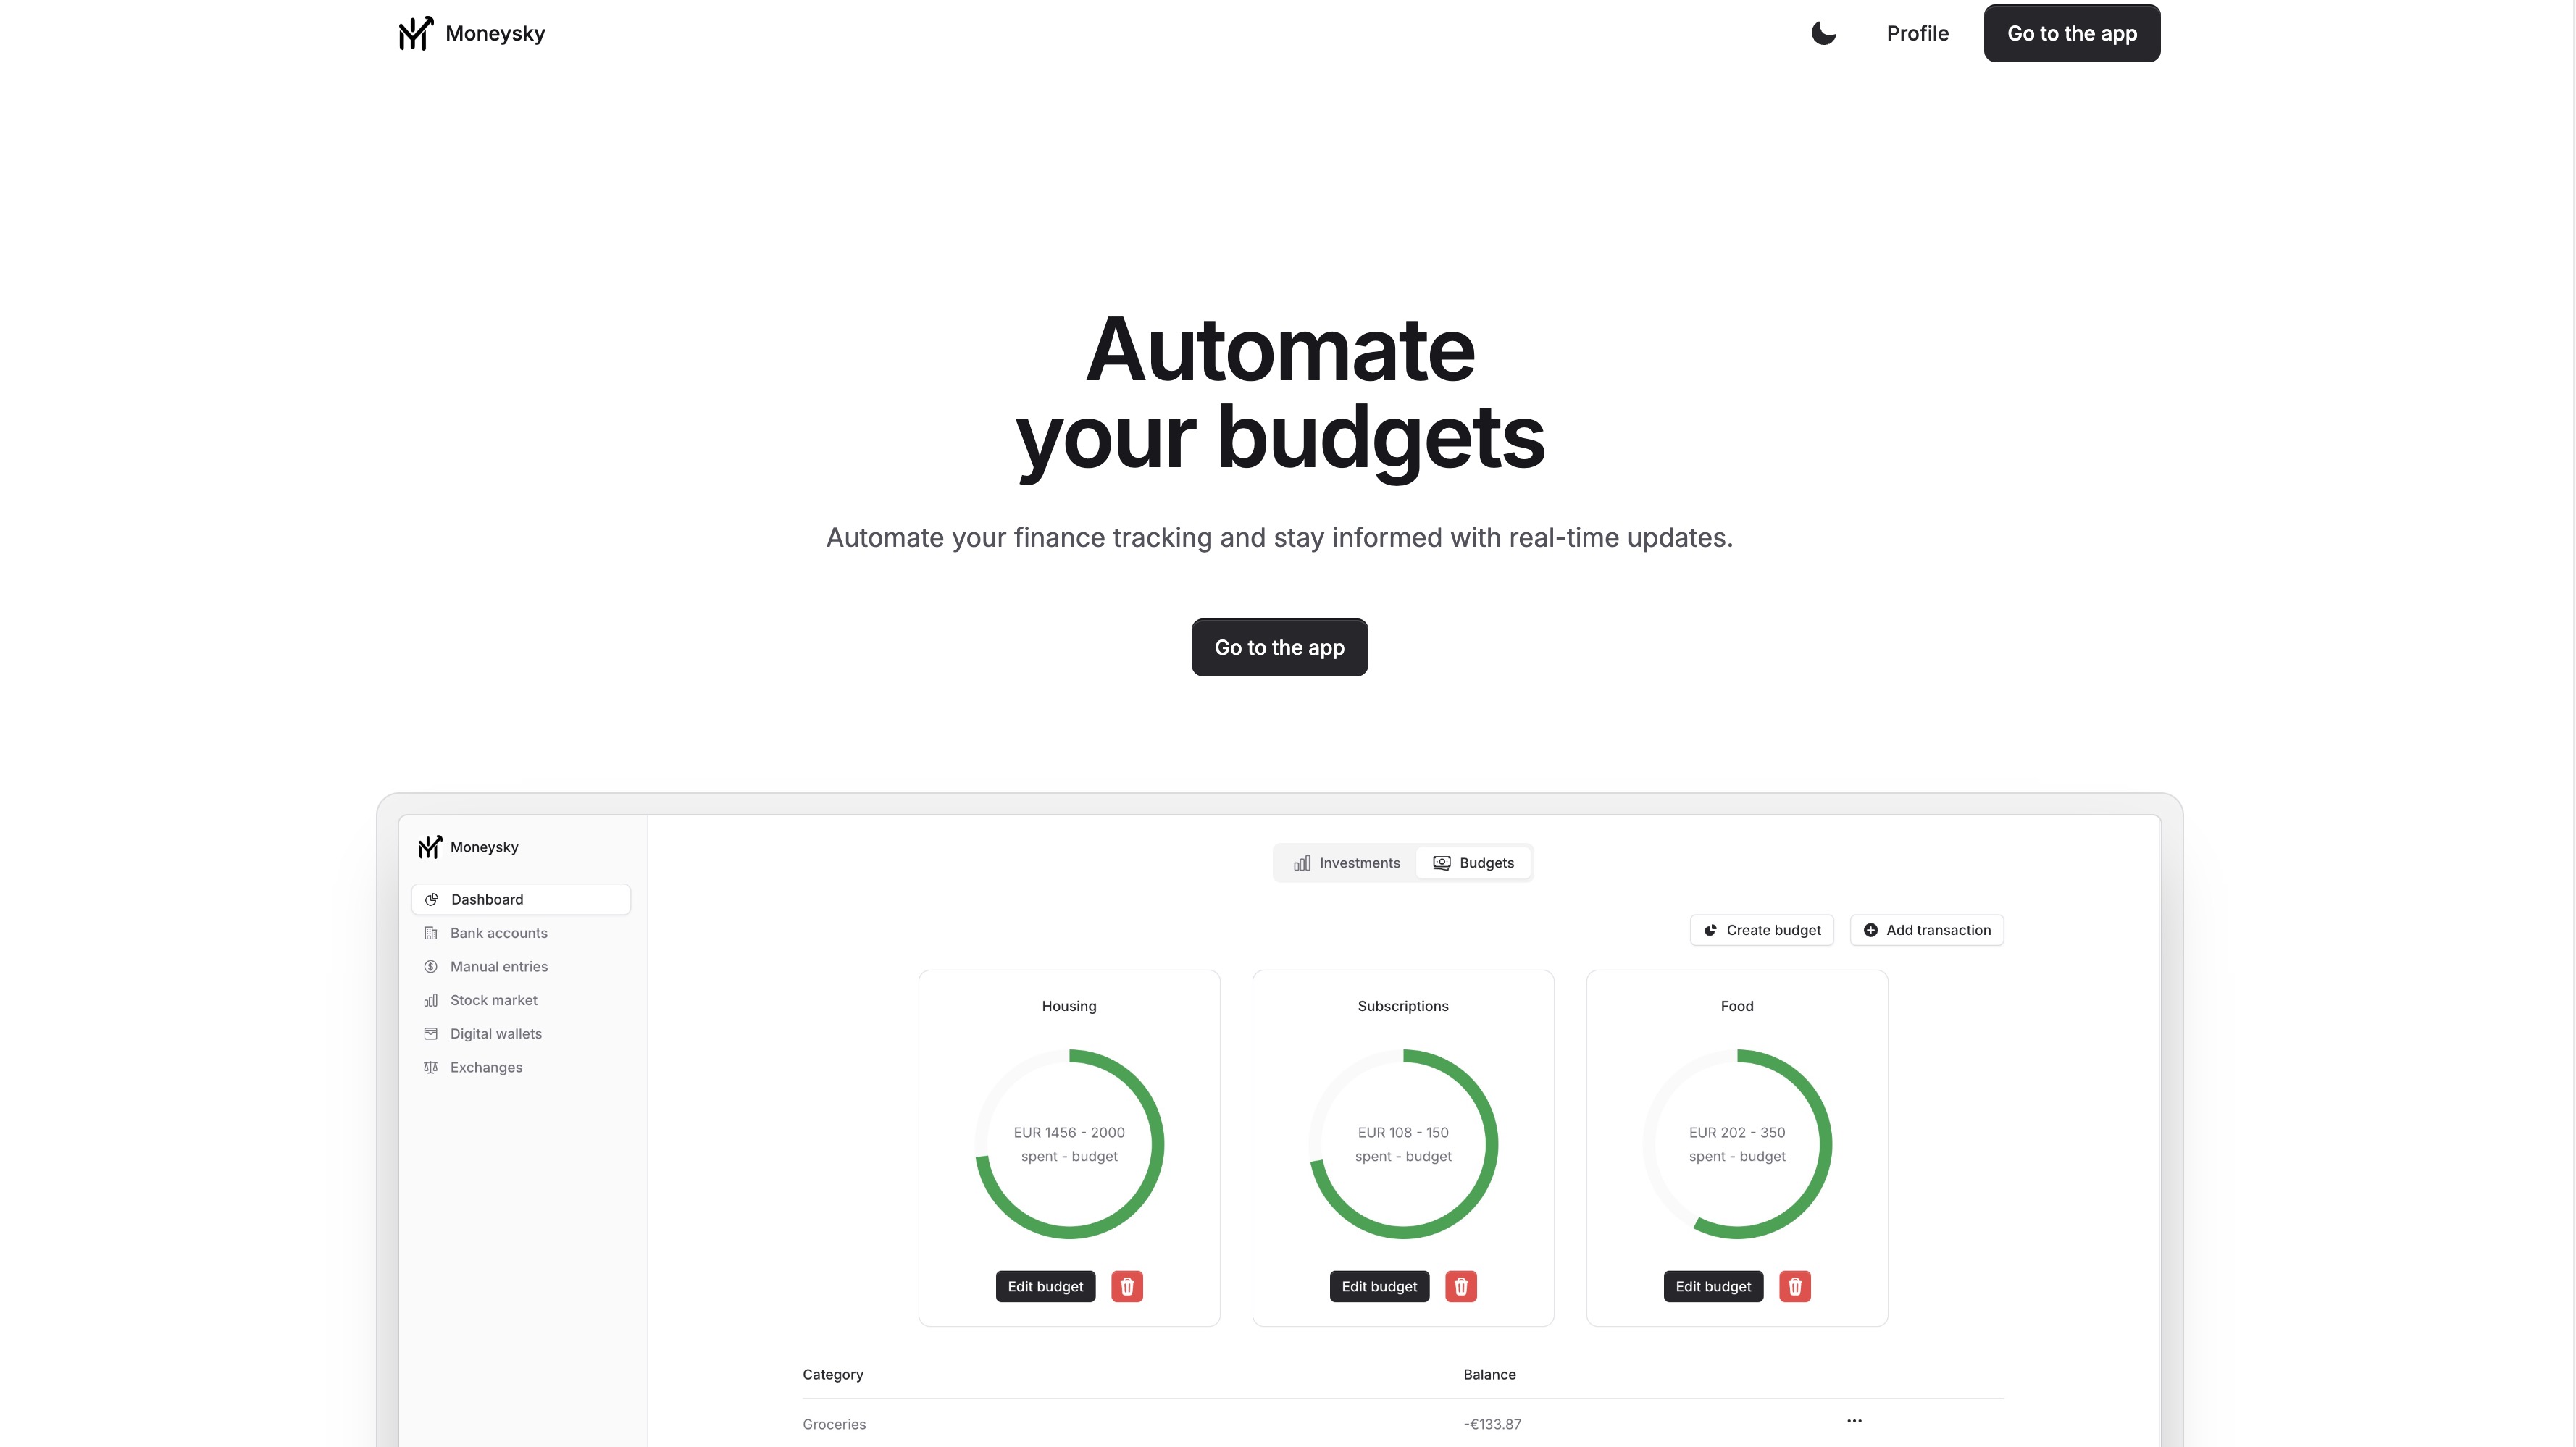 Moneysky
Profile
Go to the app
Automate
your budgets
Automate your finance tracking and stay informed with real-time updates.
Go to the app
Moneysky
Dashboard
Bank accounts
Manual entries
Stock market
Digital wallets
Exchanges
Investments
Budgets
Create budget
Add transaction
Housing
EUR 1456 - 2000
spent - budget
Edit budget
Subscriptions
EUR 108 - 150
spent - budget
Edit budget
Food
EUR 202 - 350
spent - budget
Edit budget
Category Balance
Groceries -€133.87